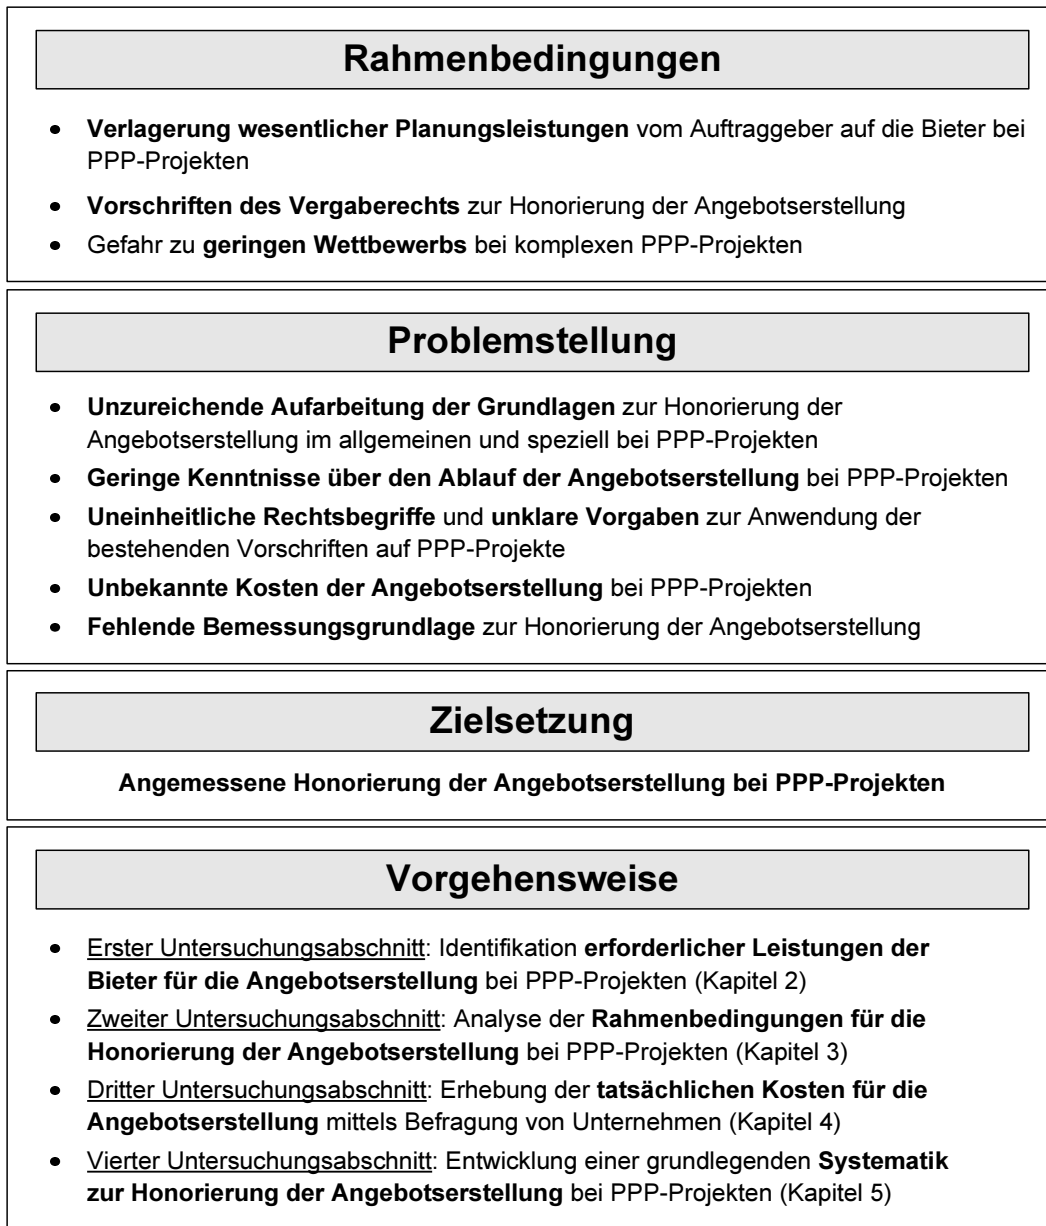 Rahmenbedingungen
• Verlagerung wesentlicher Planungsleistungen vom Auftraggeber auf die Bieter bei
PPP-Projekten
• Vorschriften des Vergaberechts zur Honorierung der Angebotserstellung
• Gefahr zu geringen Wettbewerbs bei komplexen PPP-Projekten
Problemstellung
• Unzureichende Aufarbeitung der Grundlagen zur Honorierung der
Angebotserstellung im allgemeinen und speziell bei PPP-Projekten
• Geringe Kenntnisse über den Ablauf der Angebotserstellung bei PPP-Projekten
• Uneinheitliche Rechtsbegriffe und unklare Vorgaben zur Anwendung der
bestehenden Vorschriften auf PPP-Projekte
• Unbekannte Kosten der Angebotserstellung bei PPP-Projekten
• Fehlende Bemessungsgrundlage zur Honorierung der Angebotserstellung
Zielsetzung
Angemessene Honorierung der Angebotserstellung bei PPP-Projekten
Vorgehensweise
• Erster Untersuchungsabschnitt: Identifikation erforderlicher Leistungen der
Bieter für die Angebotserstellung bei PPP-Projekten (Kapitel 2)
• Zweiter Untersuchungsabschnitt: Analyse der Rahmenbedingungen für die
Honorierung der Angebotserstellung bei PPP-Projekten (Kapitel 3)
• Dritter Untersuchungsabschnitt: Erhebung der tatsächlichen Kosten für die
Angebotserstellung mittels Befragung von Unternehmen (Kapitel 4)
• Vierter Untersuchungsabschnitt: Entwicklung einer grundlegenden Systematik
zur Honorierung der Angebotserstellung bei PPP-Projekten (Kapitel 5)